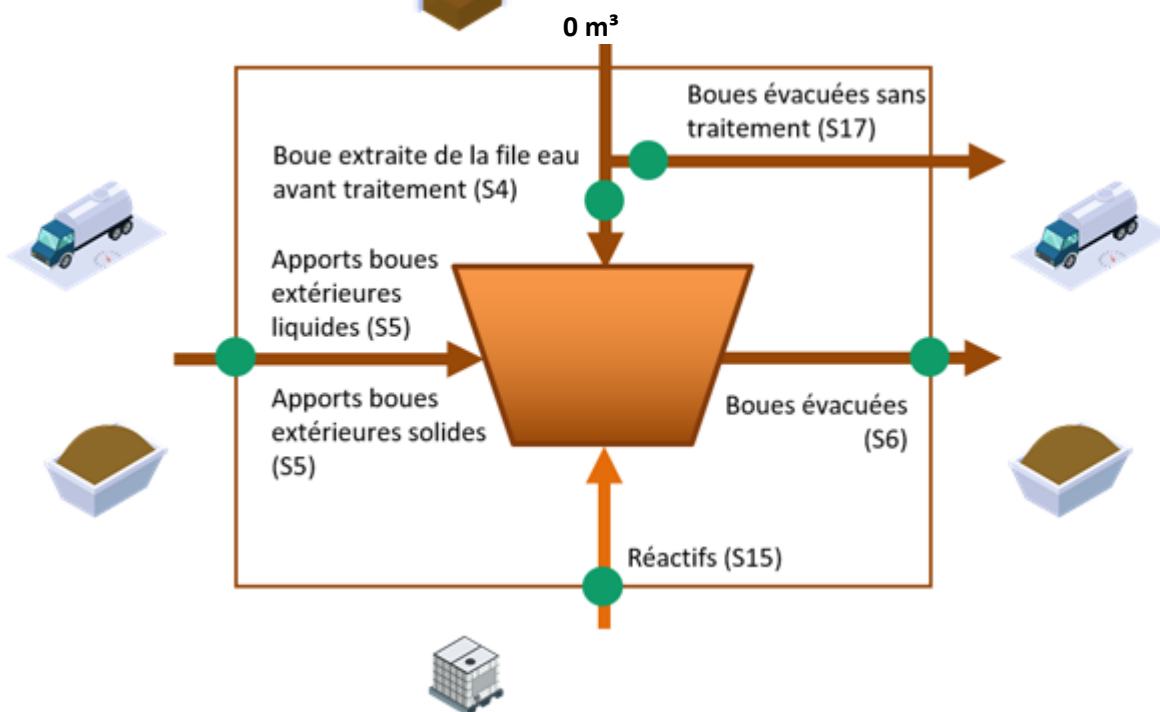 0 m³
Boues évacuées sans
traitement (S17)
Boue extraite de la file eau
avant traitement (S4)
Apports boues
extérieures
liquides (S5)
Apports boues
extérieures solides
(S5)
Boues évacuées
(S6)
Réactifs (S15)